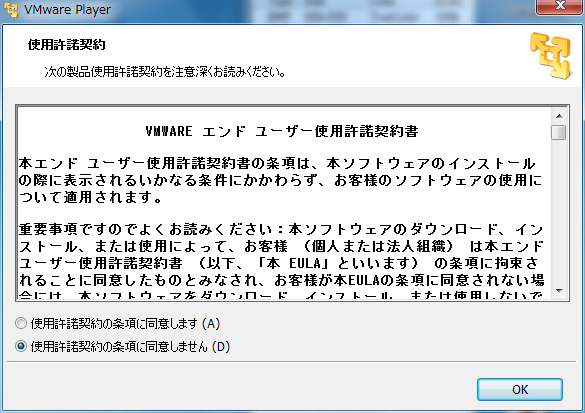 VMware Player
使用許諾契約
次の製品使用許諾契約を注意深くお読みください。
VMWARE エンド ユーザー使用許諾契約書
本エンド ユーザー使用許諾契約書の条項は、本ソフトウェアのインストール
の際に表示されるいかなる条件にかかわらず、お客様のソフトウェアの使用に
ついて適用されます。
重要事項ですのでよくお読みください：本ソフトウェアのダウンロード、イン
ストール、または使用によって、お客様 （個人または法人組織） は本エンド
ユーザー使用許諾契約書 （以下、「本 EULA」といいます） の条項に拘束さ
れることに同意したものとみなされ、お客様が本EULAの条項に同意されない場
合には、本ソフトウェアをダウンロード、インストール、または使用しないで
使用許諾契約の条項に同意します (A)
使用許諾契約の条項に同意しません (D)
OK